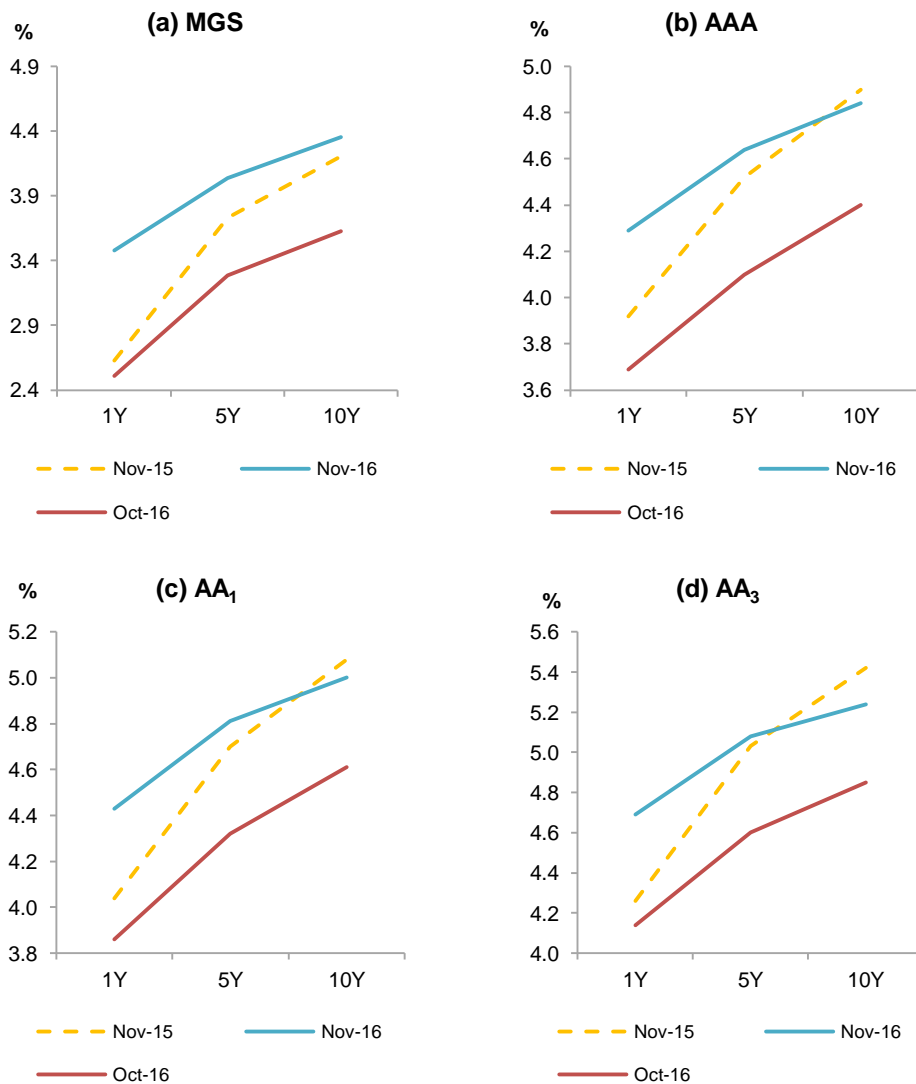 (a) MGS
%
4.9
4.4
3.9
3.4
2.9
2.4
1Y 5Y 10Y
Nov-15 Nov-16
Oct-16
(b) AAA
%
5.0
4.8
4.6
4.4
4.2
4.0
3.8
3.6
1Y 5Y 10Y
Nov-15 Nov-16
Oct-16
(c) AA₁
%
5.2
5.0
4.8
4.6
4.4
4.2
4.0
3.8
1Y 5Y 10Y
Nov-15 Nov-16
Oct-16
(d) AA₃
%
5.6
5.4
5.2
5.0
4.8
4.6
4.4
4.2
4.0
1Y 5Y 10Y
Nov-15 Nov-16
Oct-16